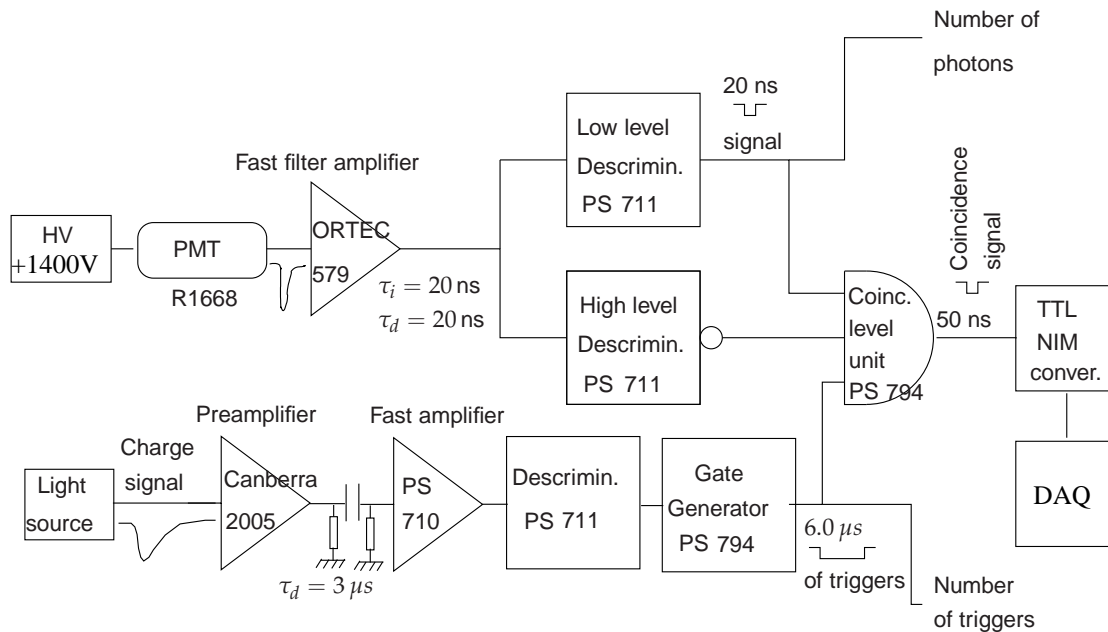 Number of
photons
20 ns
signal
Low level
Descrimin.
PS 711
Fast filter amplifier
ORTEC
579
HV
+1400V
PMT
R1668
τi = 20 ns
τd = 20 ns
High level
Descrimin.
PS 711
Coincidence
signal
Coinc.
level
unit
PS 794
50 ns
TTL
NIM
conver.
DAQ
Preamplifier
Fast amplifier
Charge
signal
Light
source
Canberra
2005
τd = 3 μs
PS
710
Descrimin.
PS 711
Gate
Generator
PS 794
6.0 μs
of triggers
Number
of triggers